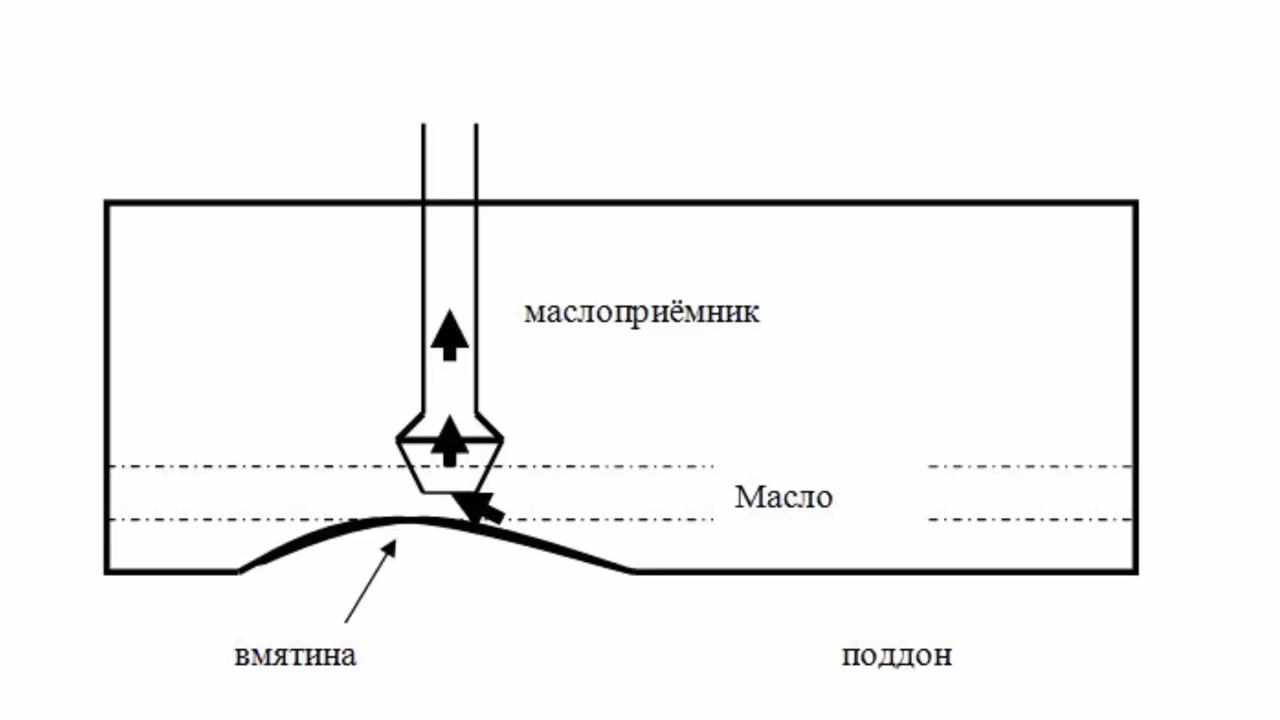 маслоприёмник
Масло
вмятина
поддон